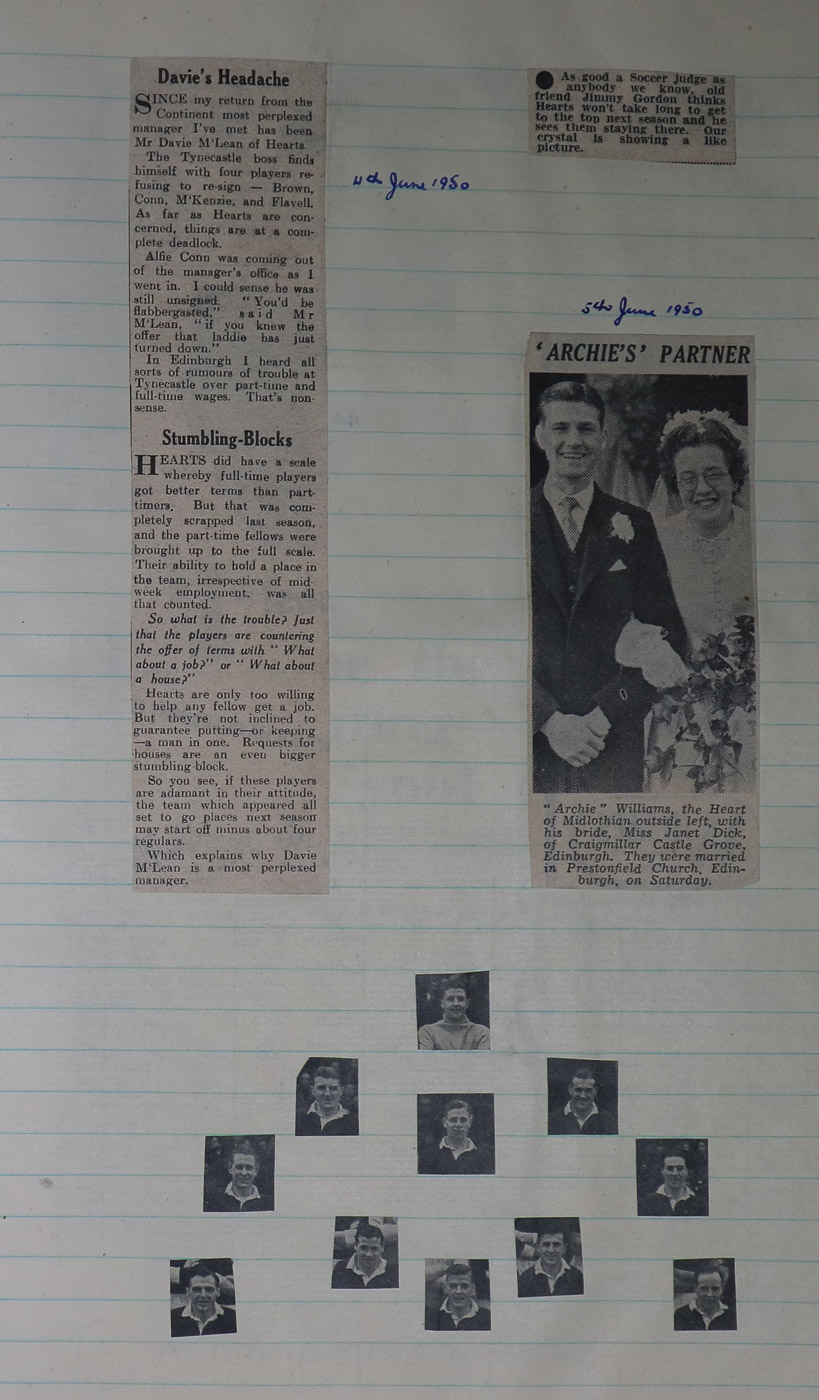 Davie's Headache
SINCE my return from the
Continent most perplexed
manager I've met has been
Mr Davie M'Lean of Hearts.
The Tynecastle boss finds
himself with four players re-
fusing to re-sign — Brown,
Conn, M'Kenzie, and Flavell.
As far as Hearts are con-
cerned, things are at a com-
plete deadlock.
Alfie Conn was coming out
of the manager's office as I
went in. I could sense he was
still unsigned. "You'd be
flabbergasted," said Mr
M'Lean, "if you knew the
offer that laddie has just
turned down."
In Edinburgh I heard all
sorts of rumours of trouble at
Tynecastle over part-time and
full-time wages. That's non-
sense.
Stumbling-Blocks
HEARTS did have a scale
whereby full-time players
got better terms than part-
timers. But that was com-
pletely scrapped last season,
and the part-time fellows were
brought up to the full scale.
Their ability to hold a place in
the team, irrespective of mid-
week employment, was all
that counted.
So what is the trouble? Just
that the players are countering
the offer of terms with "What
about a job?" or "What about
a house?"
Hearts are only too willing
to help any fellow get a job.
But they're not inclined to
guarantee putting—or keeping
—a man in one. Requests for
houses are an even bigger
stumbling block.
So you see, if these players
are adamant in their attitude,
the team which appeared all
set to go places next season
may start off minus about four
regulars.
Which explains why Davie
M'Lean is a most perplexed
manager.
4th June 1950
As good a Soccer judge as
anybody we know, old
friend Jimmy Gordon thinks
Hearts won't take long to get
to the top next season and he
sees them staying there. Our
crystal is showing a like
picture.
5th June 1950
'ARCHIE'S' PARTNER
"Archie" Williams, the Heart
of Midlothian outside left, with
his bride, Miss Janet Dick,
of Craigmillar Castle Grove,
Edinburgh. They were married
in Prestonfield Church, Edin-
burgh, on Saturday.